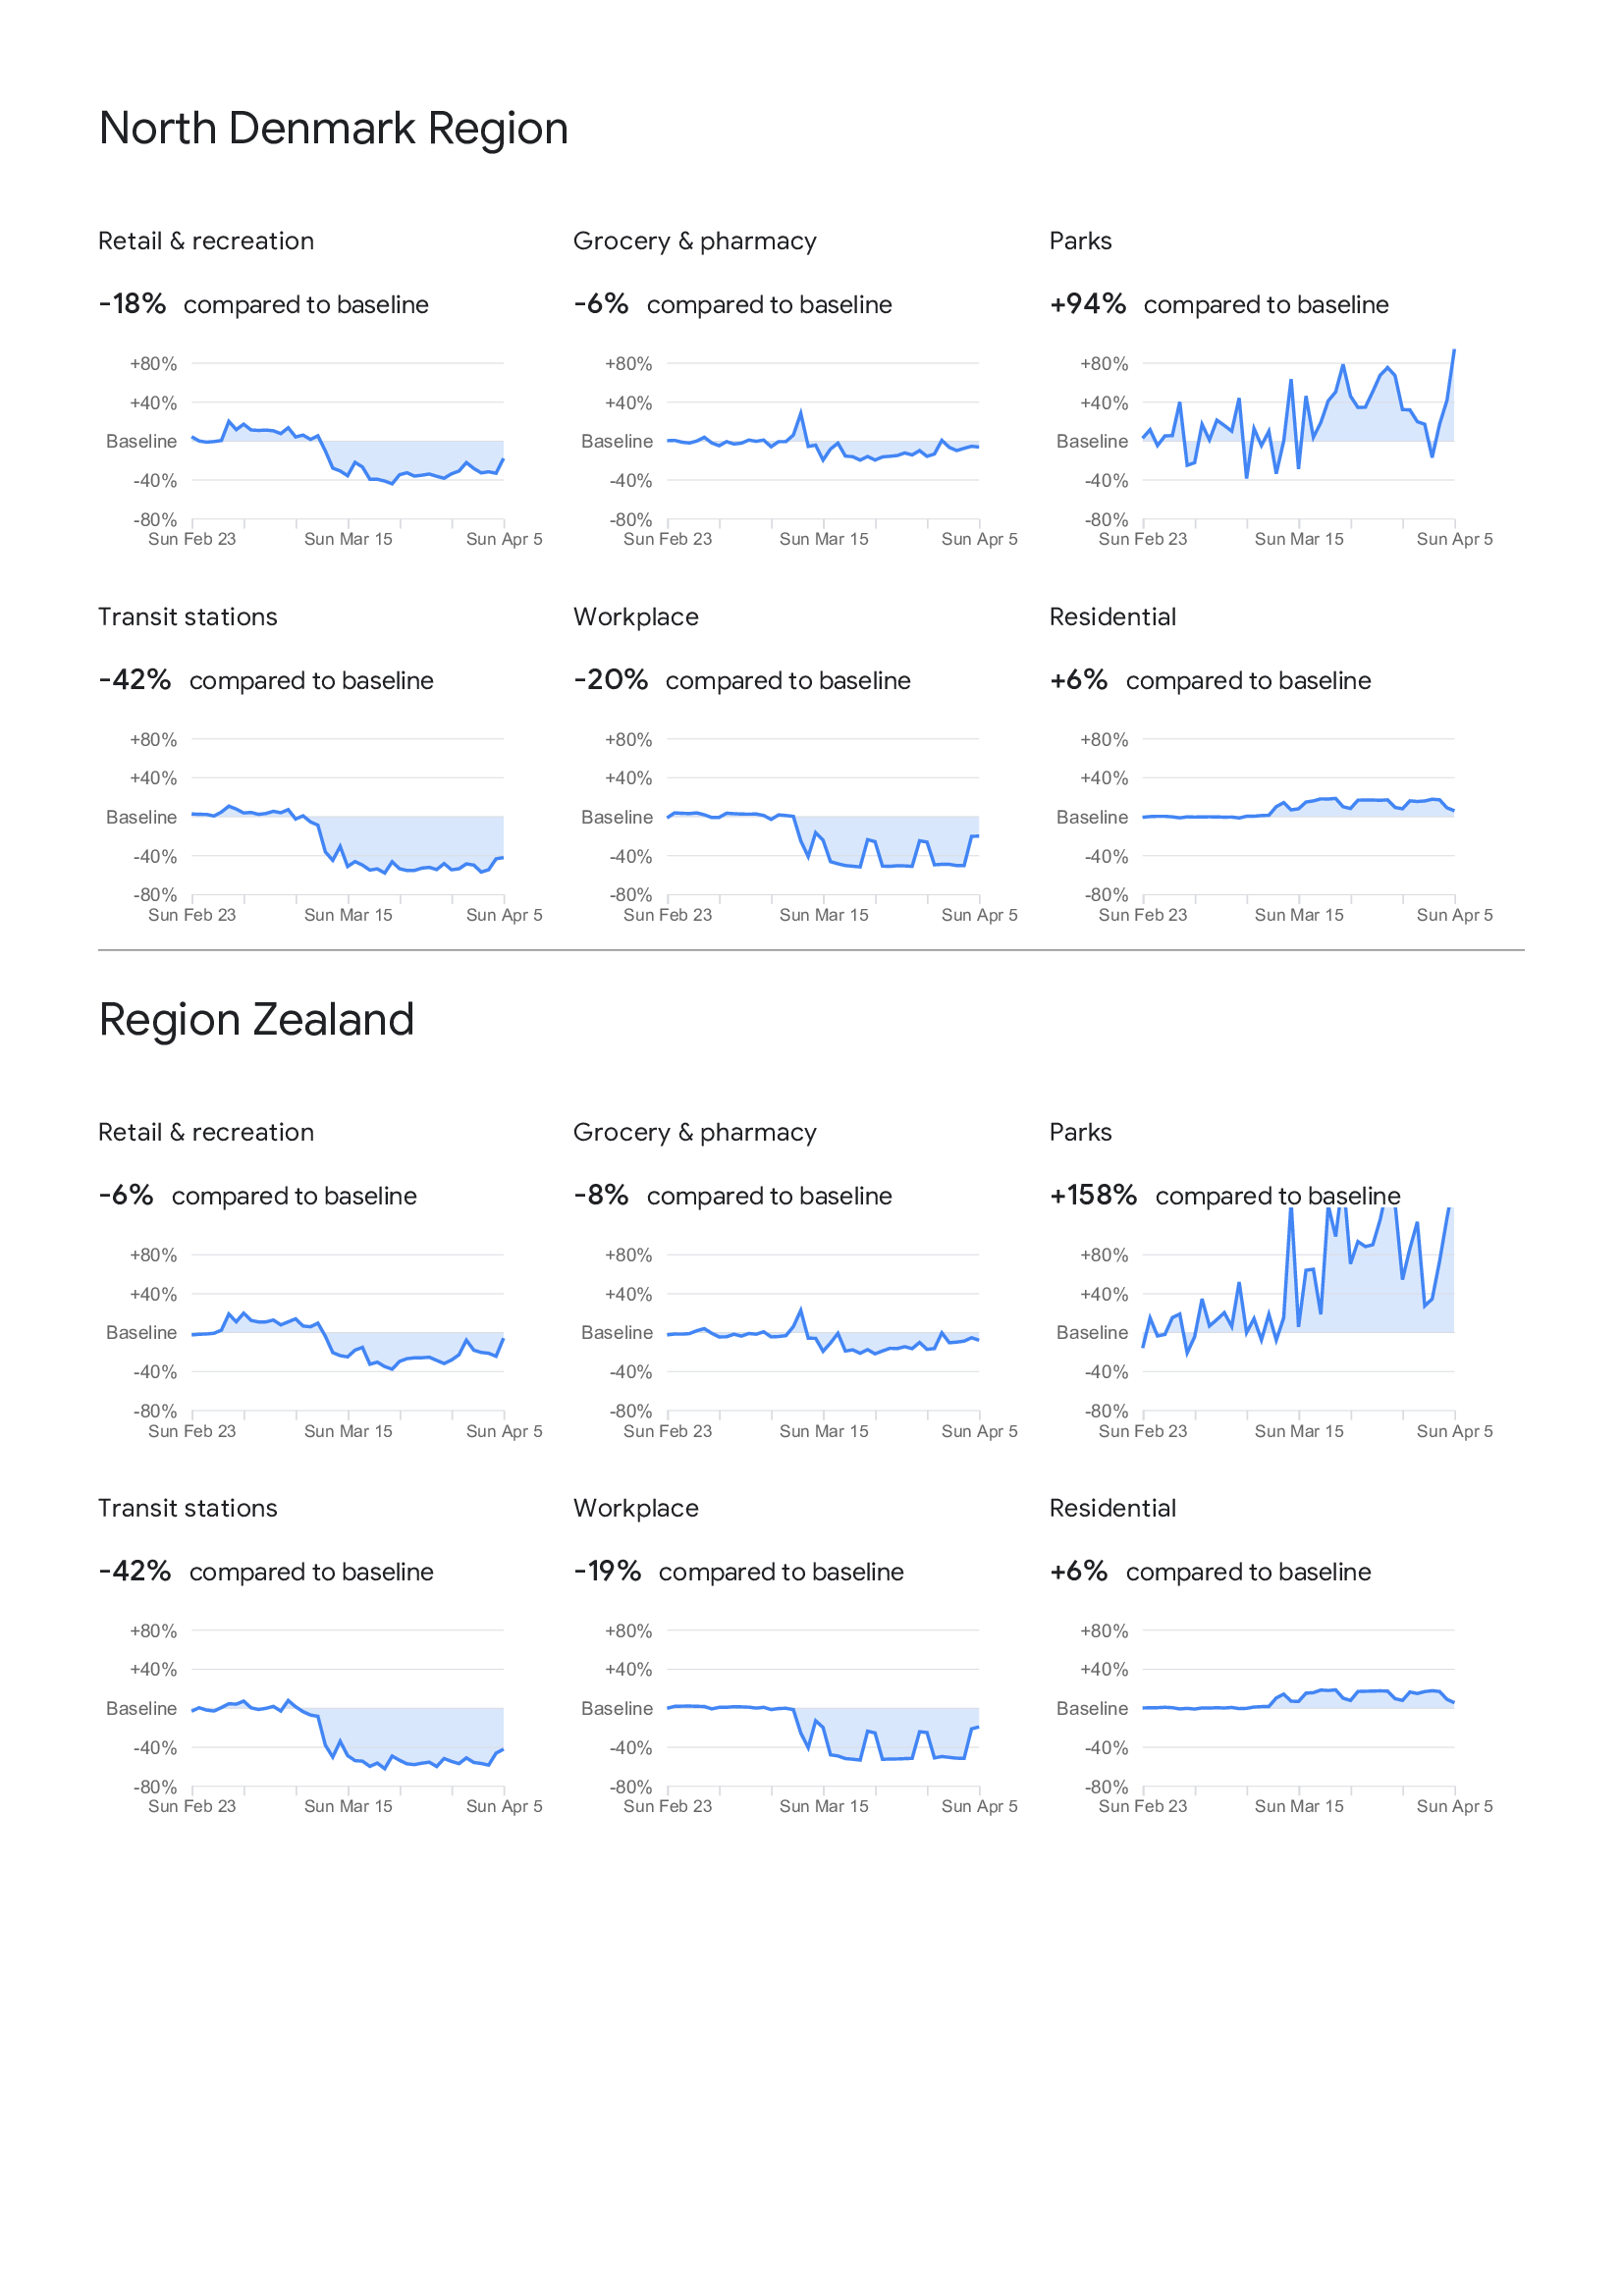 North Denmark Region
Retail & recreation
-18% compared to baseline
+80%
+40%
Baseline
-40%
-80%
Sun Feb 23 Sun Mar 15 Sun Apr 5
Grocery & pharmacy
-6% compared to baseline
+80%
+40%
Baseline
-40%
-80%
Sun Feb 23 Sun Mar 15 Sun Apr 5
Parks
+94% compared to baseline
+80%
+40%
Baseline
-40%
-80%
Sun Feb 23 Sun Mar 15 Sun Apr 5
Transit stations
-42% compared to baseline
+80%
+40%
Baseline
-40%
-80%
Sun Feb 23 Sun Mar 15 Sun Apr 5
Workplace
-20% compared to baseline
+80%
+40%
Baseline
-40%
-80%
Sun Feb 23 Sun Mar 15 Sun Apr 5
Residential
+6% compared to baseline
+80%
+40%
Baseline
-40%
-80%
Sun Feb 23 Sun Mar 15 Sun Apr 5
Region Zealand
Retail & recreation
-6% compared to baseline
+80%
+40%
Baseline
-40%
-80%
Sun Feb 23 Sun Mar 15 Sun Apr 5
Grocery & pharmacy
-8% compared to baseline
+80%
+40%
Baseline
-40%
-80%
Sun Feb 23 Sun Mar 15 Sun Apr 5
Parks
+158% compared to baseline
+80%
+40%
Baseline
-40%
-80%
Sun Feb 23 Sun Mar 15 Sun Apr 5
Transit stations
-42% compared to baseline
+80%
+40%
Baseline
-40%
-80%
Sun Feb 23 Sun Mar 15 Sun Apr 5
Workplace
-19% compared to baseline
+80%
+40%
Baseline
-40%
-80%
Sun Feb 23 Sun Mar 15 Sun Apr 5
Residential
+6% compared to baseline
+80%
+40%
Baseline
-40%
-80%
Sun Feb 23 Sun Mar 15 Sun Apr 5